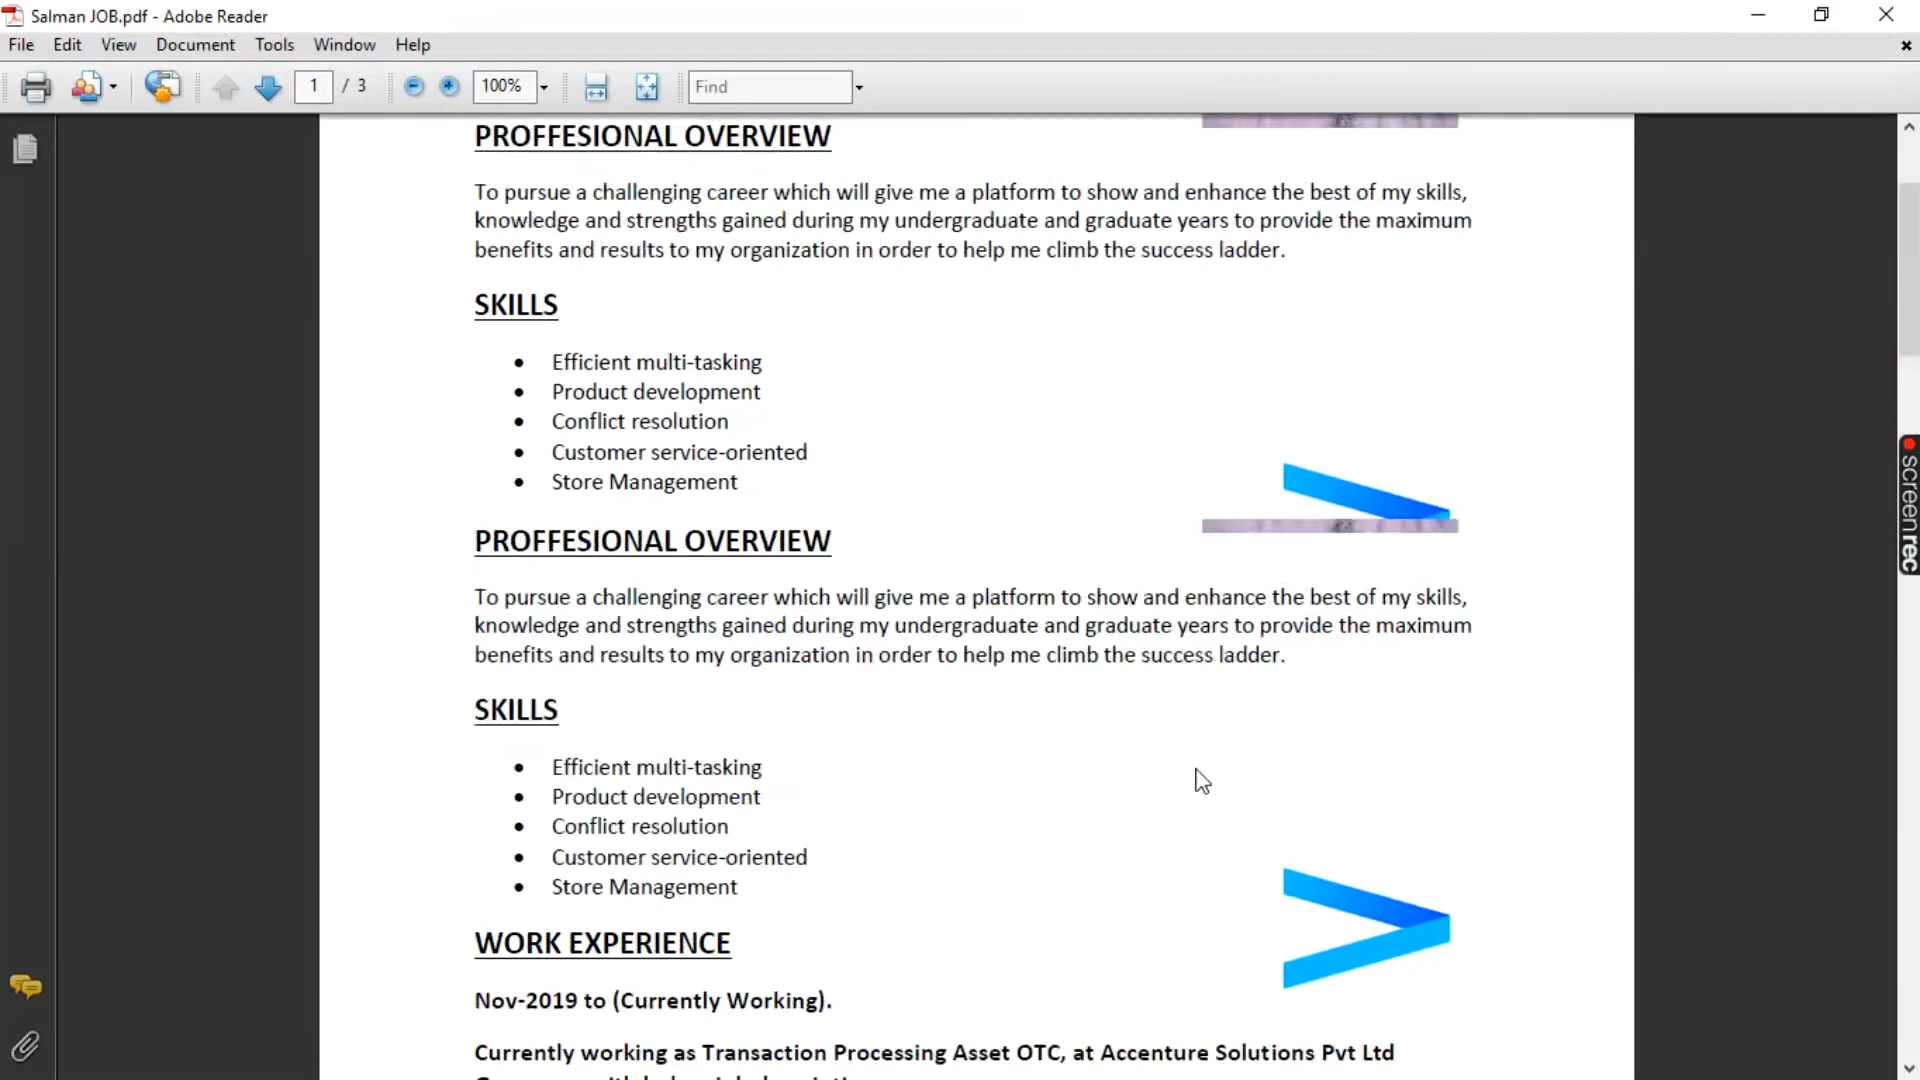 Salman JOB.pdf - Adobe Reader
File Edit View Document Tools Window Help
1 / 3 100% Find
PROFFESIONAL OVERVIEW
To pursue a challenging career which will give me a platform to show and enhance the best of my skills,
knowledge and strengths gained during my undergraduate and graduate years to provide the maximum
benefits and results to my organization in order to help me climb the success ladder.
SKILLS
• Efficient multi-tasking
• Product development
• Conflict resolution
• Customer service-oriented
• Store Management
PROFFESIONAL OVERVIEW
To pursue a challenging career which will give me a platform to show and enhance the best of my skills,
knowledge and strengths gained during my undergraduate and graduate years to provide the maximum
benefits and results to my organization in order to help me climb the success ladder.
SKILLS
• Efficient multi-tasking
• Product development
• Conflict resolution
• Customer service-oriented
• Store Management
WORK EXPERIENCE
Nov-2019 to (Currently Working).
Currently working as Transaction Processing Asset OTC, at Accenture Solutions Pvt Ltd
screenrec